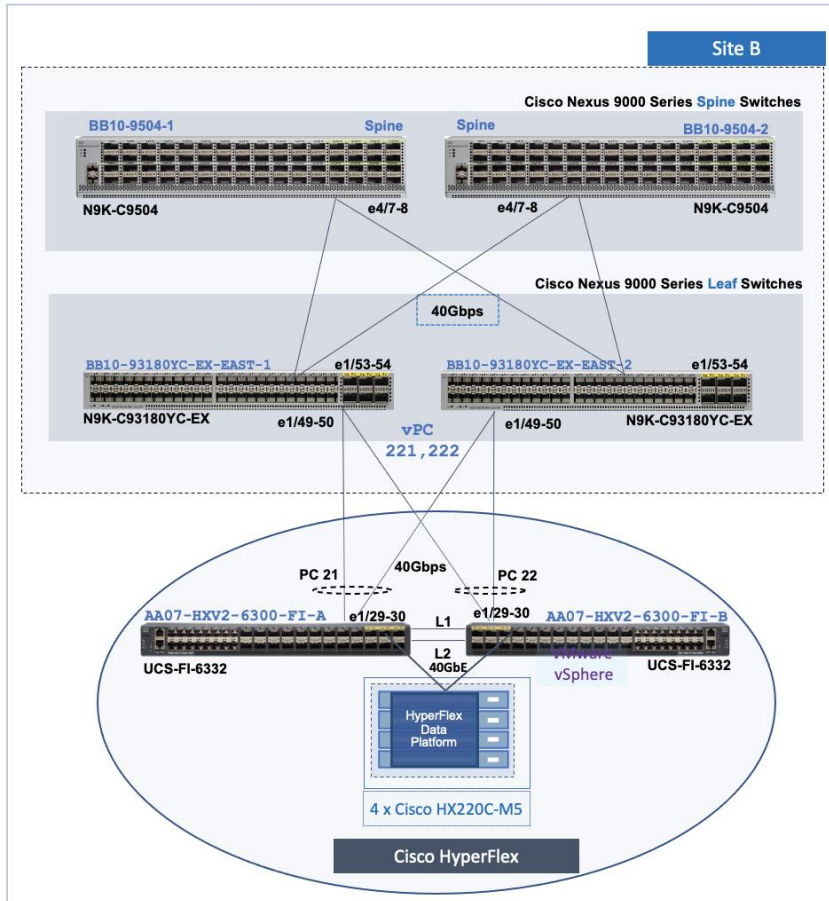 Site B
Cisco Nexus 9000 Series Spine Switches
BB10-9504-1
Spine
Spine
BB10-9504-2
N9K-C9504
e4/7-8
e4/7-8
N9K-C9504
Cisco Nexus 9000 Series Leaf Switches
40Gbps
BB10-93180YC-EX-EAST-1
e1/53-54
BB10-93180YC-EX-EAST-2
e1/53-54
N9K-C93180YC-EX
e1/49-50
e1/49-50
N9K-C93180YC-EX
vPC
221,222
PC 21
40Gbps
PC 22
AA07-HXV2-6300-FI-A
e1/29-30
L1
e1/29-30
AA07-HXV2-6300-FI-B
UCS-FI-6332
L2
40GbE
VMware
vSphere
UCS-FI-6332
HyperFlex
Data
Platform
4 x Cisco HX220C-M5
Cisco HyperFlex